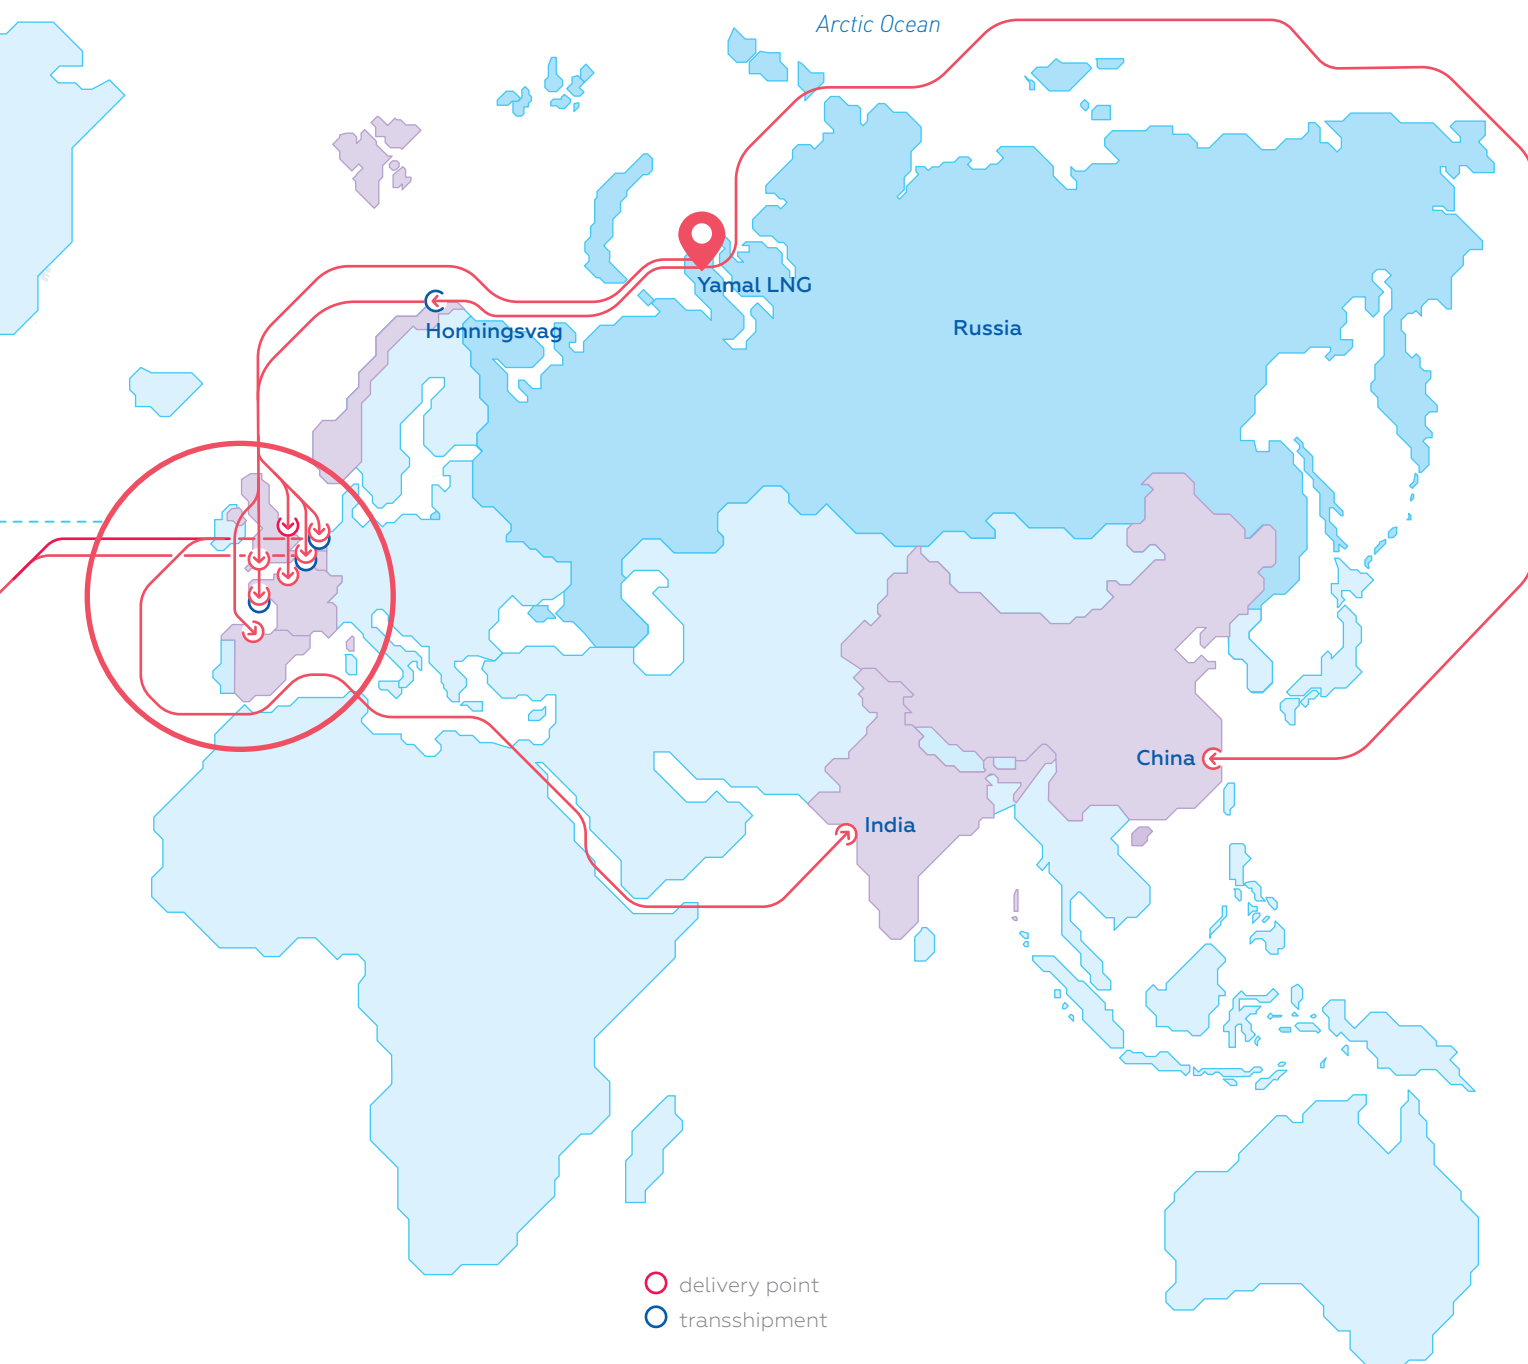 Arctic Ocean
Yamal LNG
Honningsvag
Russia
China
India
delivery point
transshipment